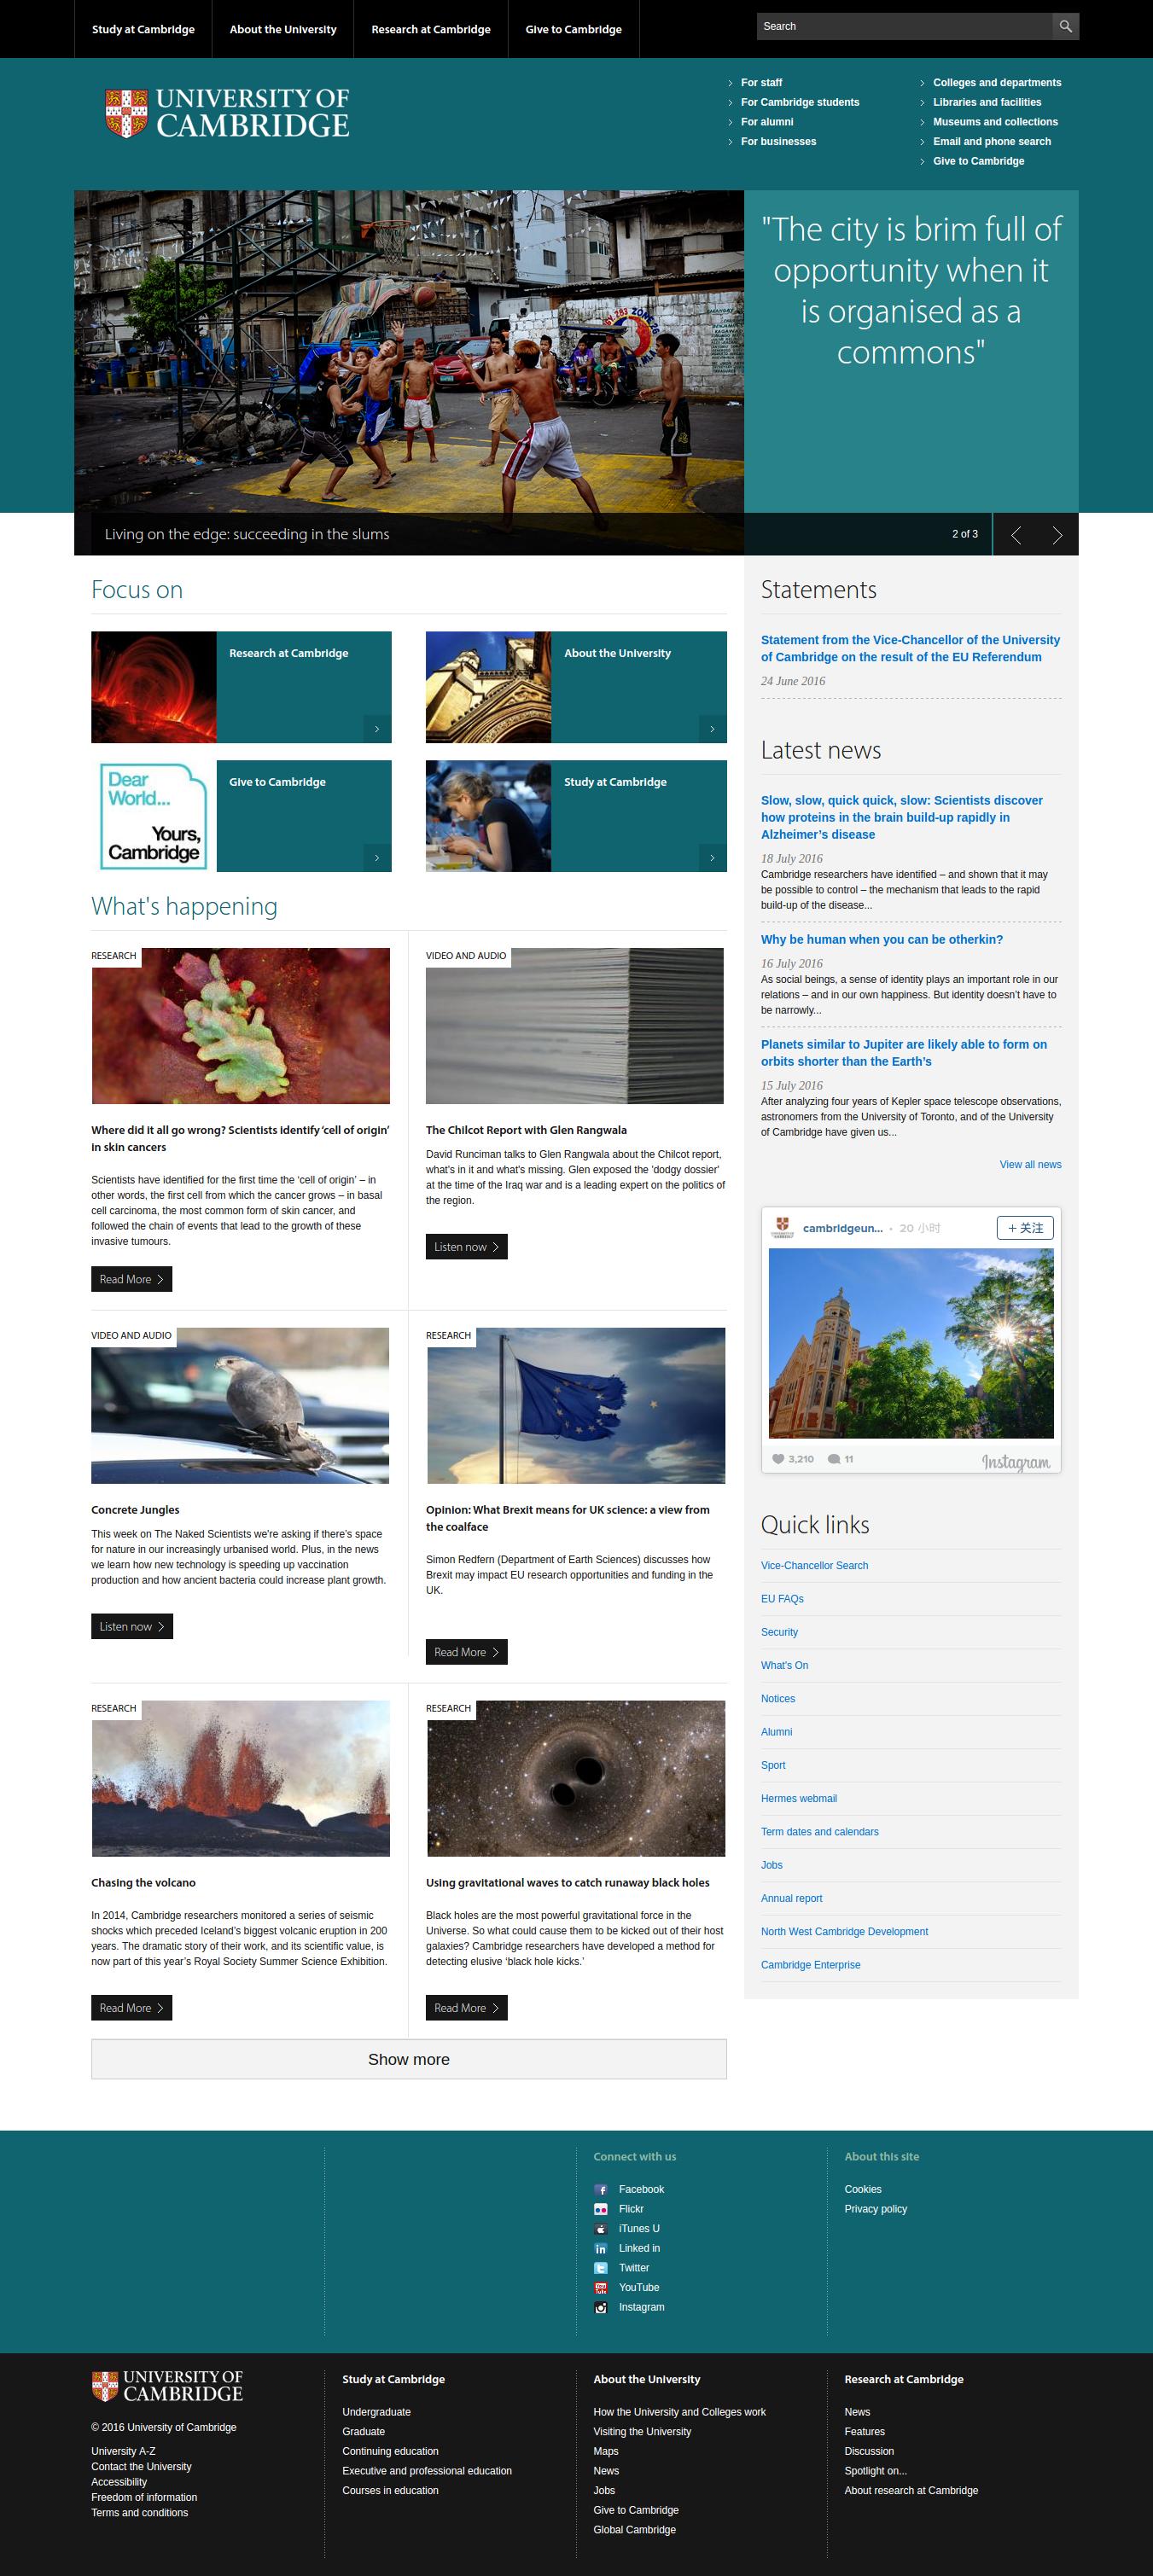 Study at Cambridge
About the University
Research at Cambridge
Give to Cambridge
Search
UNIVERSITY OF
CAMBRIDGE
For staff
For Cambridge students
For alumni
For businesses
Colleges and departments
Libraries and facilities
Museums and collections
Email and phone search
Give to Cambridge
"The city is brim full of
opportunity when it
is organised as a
commons"
Living on the edge: succeeding in the slums
2 of 3
Focus on
Research at Cambridge
About the University
Dear
World...
Yours,
Cambridge
Give to Cambridge
Study at Cambridge
What's happening
RESEARCH
Where did it all go wrong? Scientists identify ‘cell of origin’
in skin cancers
Scientists have identified for the first time the ‘cell of origin’ – in
other words, the first cell from which the cancer grows – in basal
cell carcinoma, the most common form of skin cancer, and
followed the chain of events that lead to the growth of these
invasive tumours.
Read More
VIDEO AND AUDIO
The Chilcot Report with Glen Rangwala
David Runciman talks to Glen Rangwala about the Chilcot report,
what's in it and what's missing. Glen exposed the 'dodgy dossier'
at the time of the Iraq war and is a leading expert on the politics of
the region.
Listen now
VIDEO AND AUDIO
Concrete Jungles
This week on The Naked Scientists we're asking if there's space
for nature in our increasingly urbanised world. Plus, in the news
we learn how new technology is speeding up vaccination
production and how ancient bacteria could increase plant growth.
Listen now
RESEARCH
Opinion: What Brexit means for UK science: a view from
the coalface
Simon Redfern (Department of Earth Sciences) discusses how
Brexit may impact EU research opportunities and funding in the
UK.
Read More
RESEARCH
Chasing the volcano
In 2014, Cambridge researchers monitored a series of seismic
shocks which preceded Iceland’s biggest volcanic eruption in 200
years. The dramatic story of their work, and its scientific value, is
now part of this year’s Royal Society Summer Science Exhibition.
Read More
RESEARCH
Using gravitational waves to catch runaway black holes
Black holes are the most powerful gravitational force in the
Universe. So what could cause them to be kicked out of their host
galaxies? Cambridge researchers have developed a method for
detecting elusive ‘black hole kicks.’
Read More
Show more
Statements
Statement from the Vice-Chancellor of the University
of Cambridge on the result of the EU Referendum
24 June 2016
Latest news
Slow, slow, quick quick, slow: Scientists discover
how proteins in the brain build-up rapidly in
Alzheimer’s disease
18 July 2016
Cambridge researchers have identified – and shown that it may
be possible to control – the mechanism that leads to the rapid
build-up of the disease...
Why be human when you can be otherkin?
16 July 2016
As social beings, a sense of identity plays an important role in our
relations – and in our own happiness. But identity doesn’t have to
be narrowly...
Planets similar to Jupiter are likely able to form on
orbits shorter than the Earth’s
15 July 2016
After analyzing four years of Kepler space telescope observations,
astronomers from the University of Toronto, and of the University
of Cambridge have given us...
View all news
cambridgeun... • 20 小时
+ 关注
3,210
11
Instagram
Quick links
Vice-Chancellor Search
EU FAQs
Security
What's On
Notices
Alumni
Sport
Hermes webmail
Term dates and calendars
Jobs
Annual report
North West Cambridge Development
Cambridge Enterprise
Connect with us
Facebook
Flickr
iTunes U
Linked in
Twitter
YouTube
Instagram
About this site
Cookies
Privacy policy
UNIVERSITY OF
CAMBRIDGE
© 2016 University of Cambridge
University A-Z
Contact the University
Accessibility
Freedom of information
Terms and conditions
Study at Cambridge
Undergraduate
Graduate
Continuing education
Executive and professional education
Courses in education
About the University
How the University and Colleges work
Visiting the University
Maps
News
Jobs
Give to Cambridge
Global Cambridge
Research at Cambridge
News
Features
Discussion
Spotlight on...
About research at Cambridge